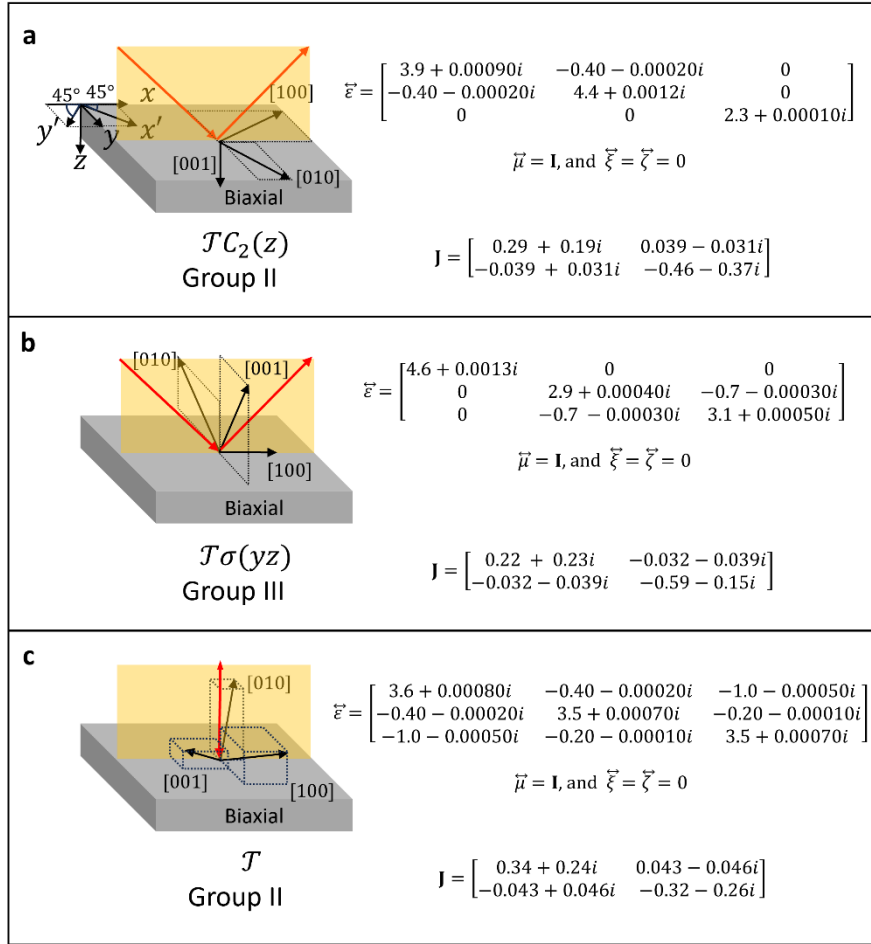 a
45° 45° x
y′ y x′
z
[100]
[001]
[010]
Biaxial
𝒯C₂(z)
Group II
ε⃡ = [3.9 + 0.00090i −0.40 − 0.00020i 0
−0.40 − 0.00020i 4.4 + 0.0012i 0
0 0 2.3 + 0.00010i]
μ⃡ = I, and ξ⃡ = ζ⃡ = 0
J = [0.29 + 0.19i 0.039 − 0.031i
−0.039 + 0.031i −0.46 − 0.37i]
b
[010]
[001]
[100]
Biaxial
𝒯σ(yz)
Group III
ε⃡ = [4.6 + 0.0013i 0 0
0 2.9 + 0.00040i −0.7 − 0.00030i
0 −0.7 − 0.00030i 3.1 + 0.00050i]
μ⃡ = I, and ξ⃡ = ζ⃡ = 0
J = [0.22 + 0.23i −0.032 − 0.039i
−0.032 − 0.039i −0.59 − 0.15i]
c
[010]
[001]
[100]
Biaxial
𝒯
Group II
ε⃡ = [3.6 + 0.00080i −0.40 − 0.00020i −1.0 − 0.00050i
−0.40 − 0.00020i 3.5 + 0.00070i −0.20 − 0.00010i
−1.0 − 0.00050i −0.20 − 0.00010i 3.5 + 0.00070i]
μ⃡ = I, and ξ⃡ = ζ⃡ = 0
J = [0.34 + 0.24i 0.043 − 0.046i
−0.043 + 0.046i −0.32 − 0.26i]